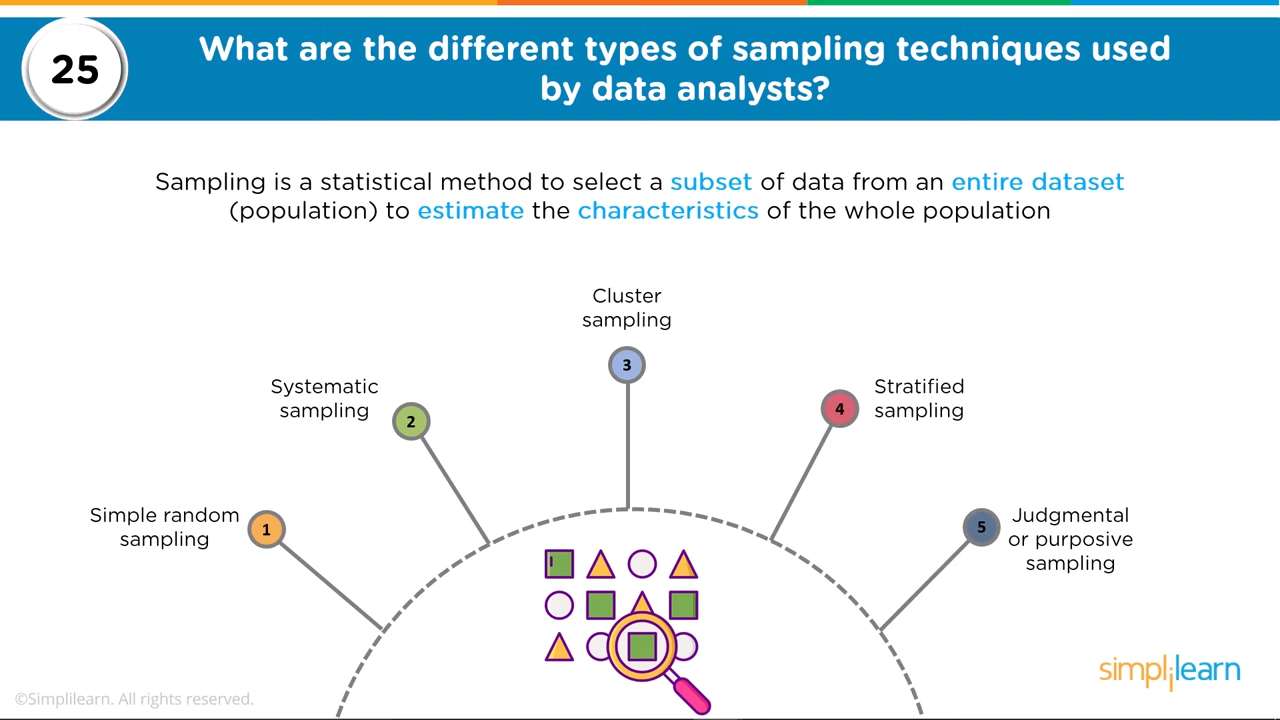 25
What are the different types of sampling techniques used
by data analysts?
Sampling is a statistical method to select a subset of data from an entire dataset
(population) to estimate the characteristics of the whole population
Cluster
sampling
3
Systematic
sampling
2
4
Stratified
sampling
Simple random
sampling
1
5
Judgmental
or purposive
sampling
simplilearn
©Simplilearn. All rights reserved.